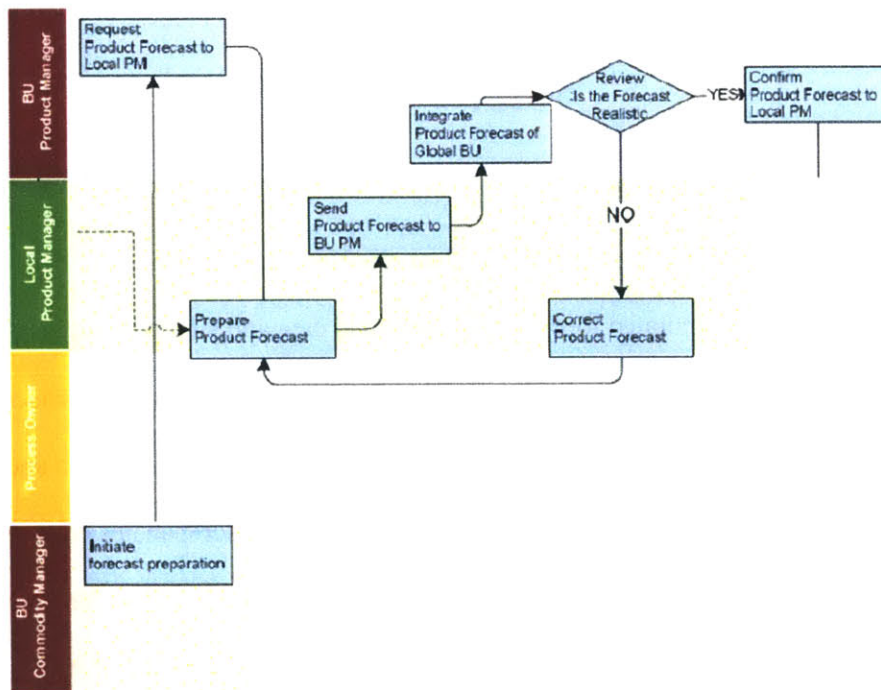 BU
Product Manager
Request
Product Forecast to
Local PM
Integrate
Product Forecast of
Global BU
Review
:Is the Forecast
Realistic
YES
Confirm
Product Forecast to
Local PM
Local
Product Manager
Send
Product Forecast to
BU PM
NO
Prepare
Product Forecast
Correct
Product Forecast
Process Owner
BU
Commodity Manager
Initiate
forecast preparation